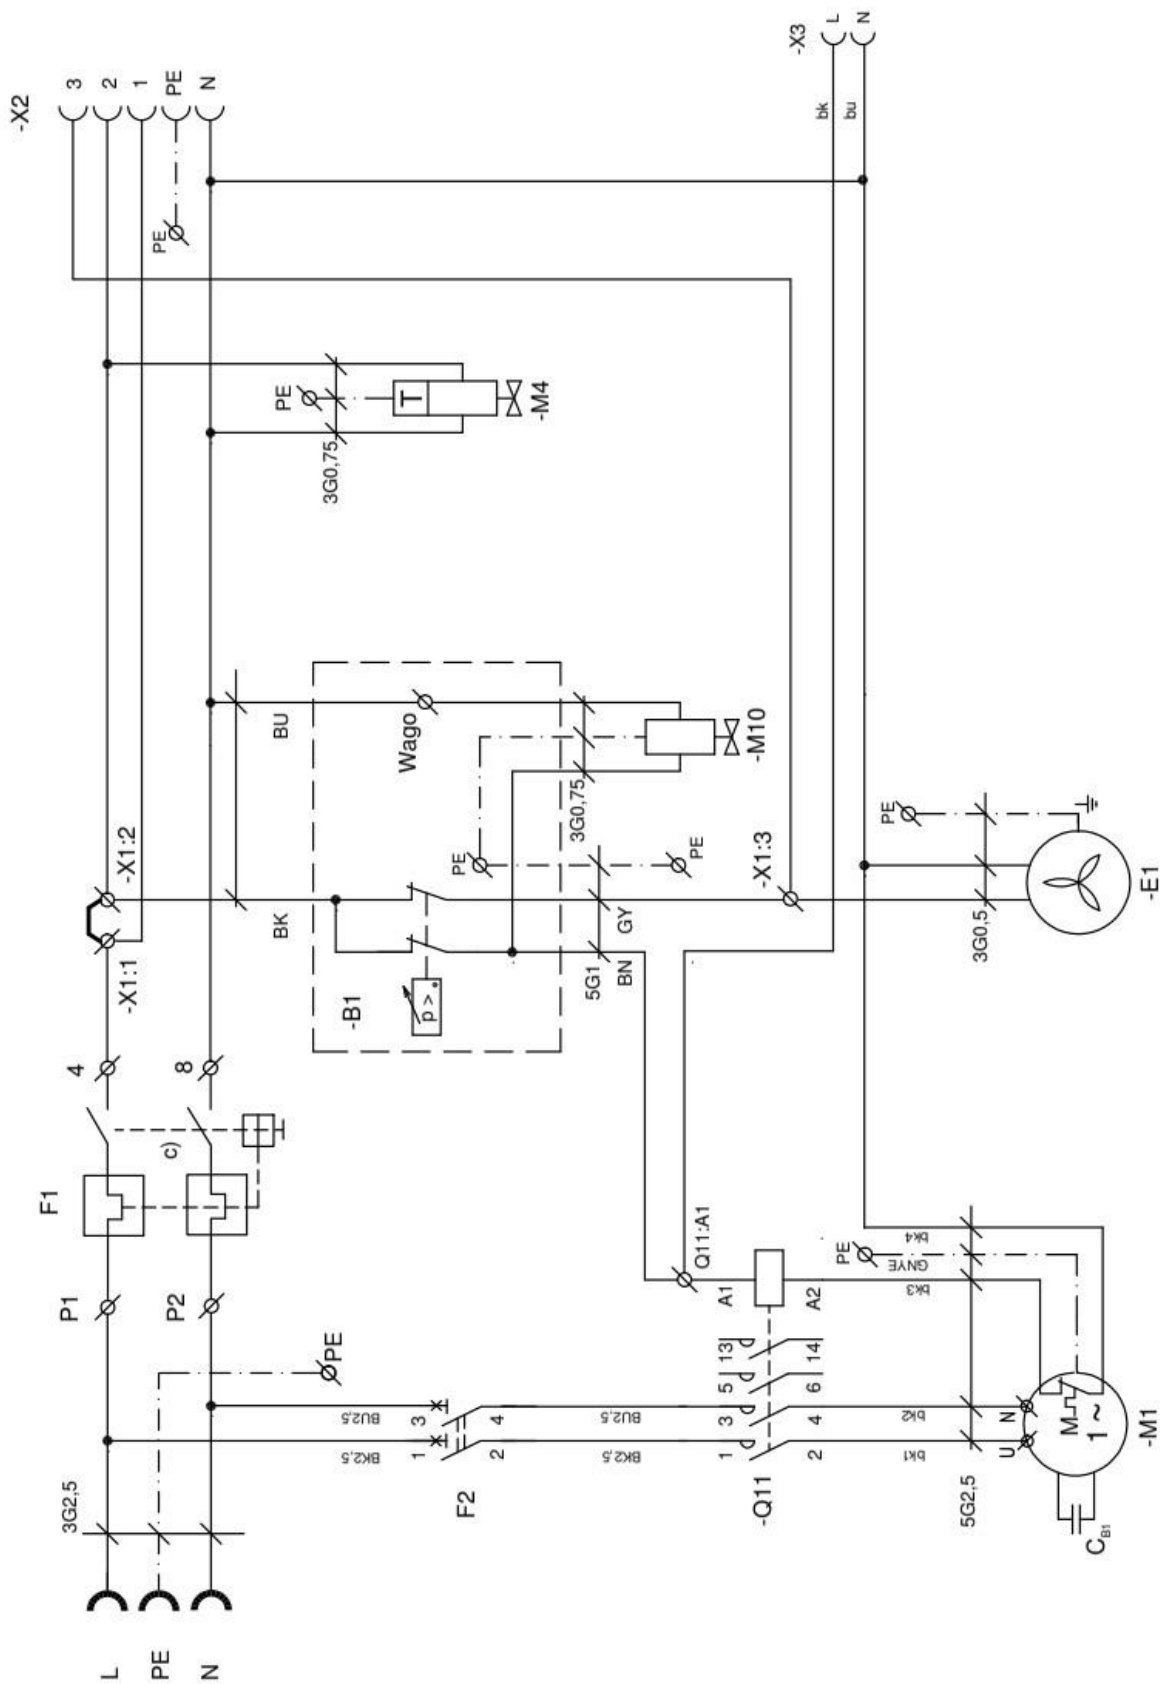 L
PE
N
3G2,5
P1
P2
PE
F1
c)
4
8
-X1:1
-X1:2
-X2
3
2
1
PE
N
PE
-X3
L
N
bk
bu
PE
T
3G0,75
-M4
BK
BU
-B1
p >
Wago
PE
3G0,75
-M10
5G1
BN
GY
PE
-X1:3
PE
3G0,5
-E1
BK2,5
BU2,5
F2
1
3
2
4
BK2,5
BU2,5
-Q11
1
3
5
13
A1
Q11:A1
2
4
6
14
A2
bk1
bk2
bk3
GNYE
bk4
PE
5G2,5
U
N
M
1 ~
-M1
C B1